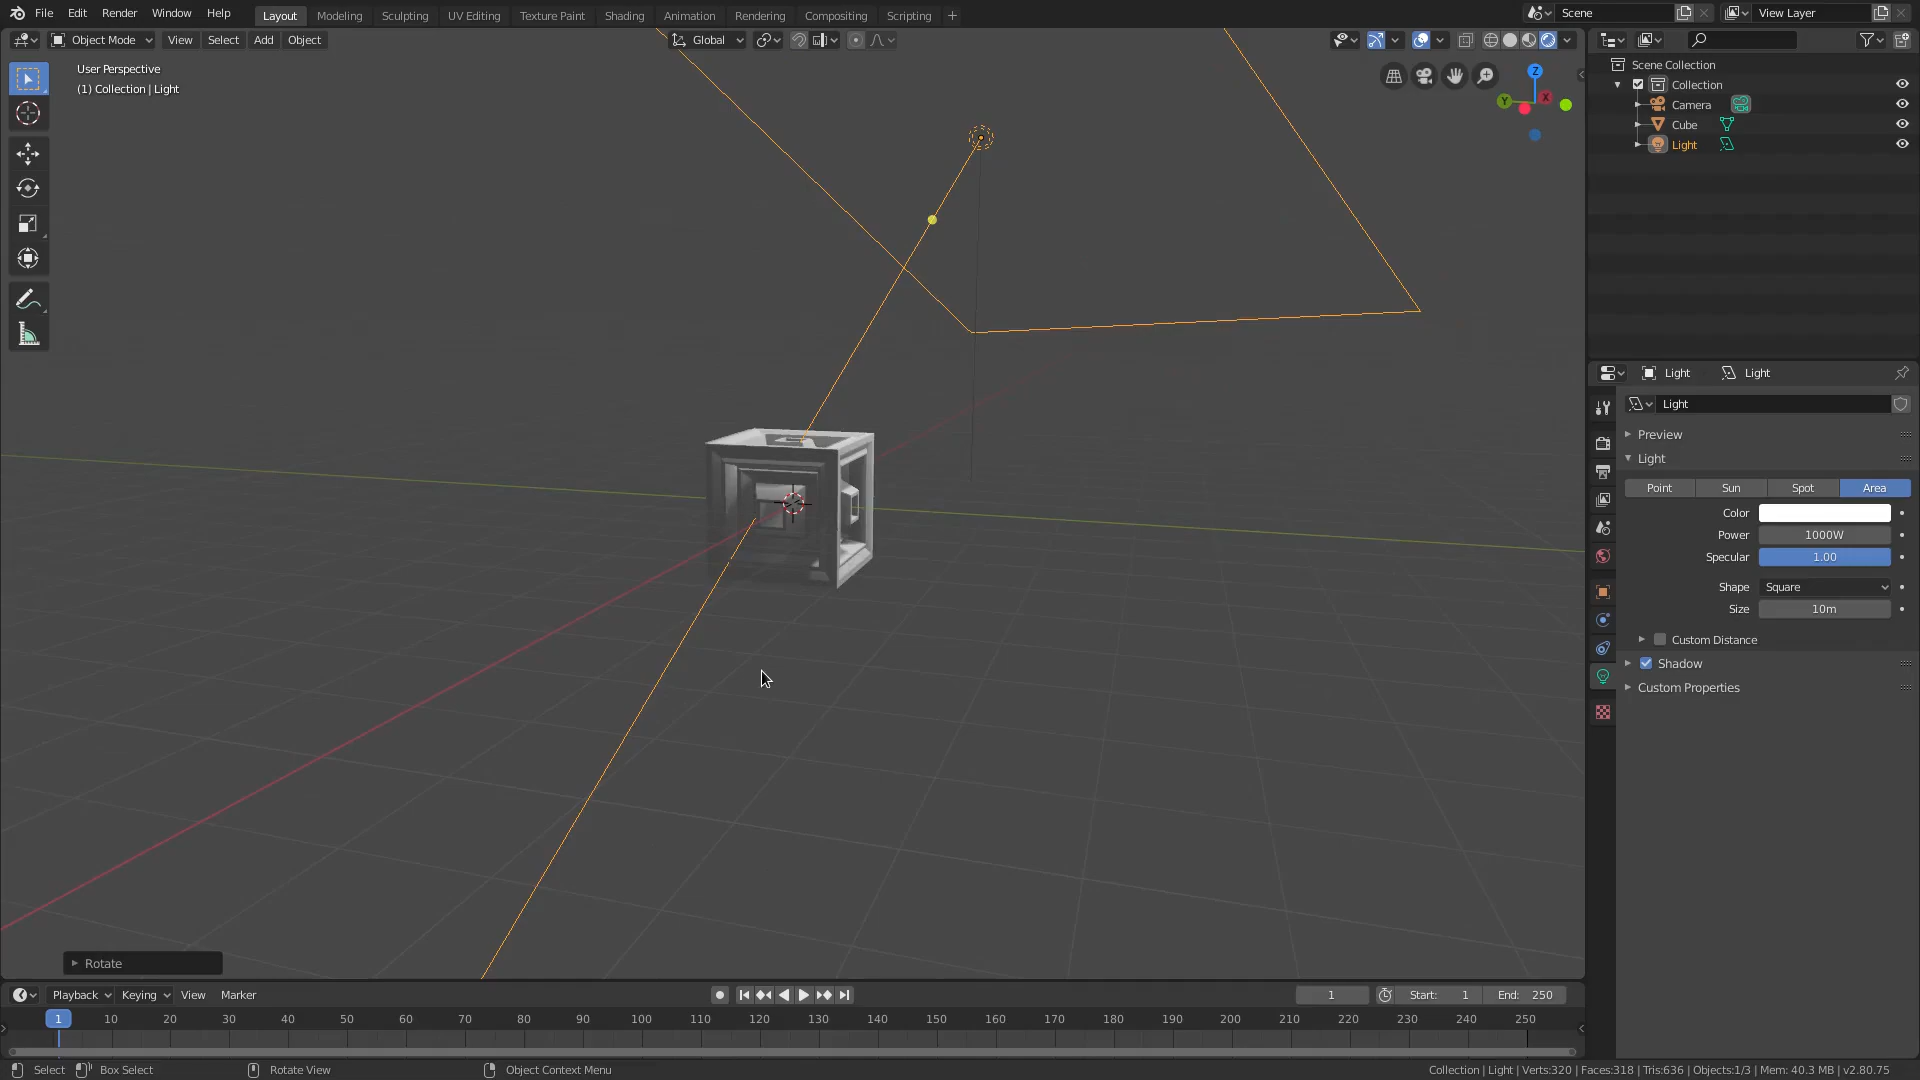 File Edit Render Window Help Layout Modeling Sculpting UV Editing Texture Paint Shading Animation Rendering Compositing Scripting + Scene View Layer
Object Mode View Select Add Object Global
User Perspective
(1) Collection | Light
Z
Y X
Scene Collection
Collection
Camera
Cube
Light
Light Light
Light
Preview
Light
Point Sun Spot Area
Color
Power 1000W
Specular 1.00
Shape Square
Size 10m
Custom Distance
Shadow
Custom Properties
Rotate
Playback Keying View Marker 1 Start: 1 End: 250
1 10 20 30 40 50 60 70 80 90 100 110 120 130 140 150 160 170 180 190 200 210 220 230 240 250
Select Box Select Rotate View Object Context Menu Collection | Light | Verts:320 | Faces:318 | Tris:636 | Objects:1/3 | Mem: 40.3 MB | v2.80.75